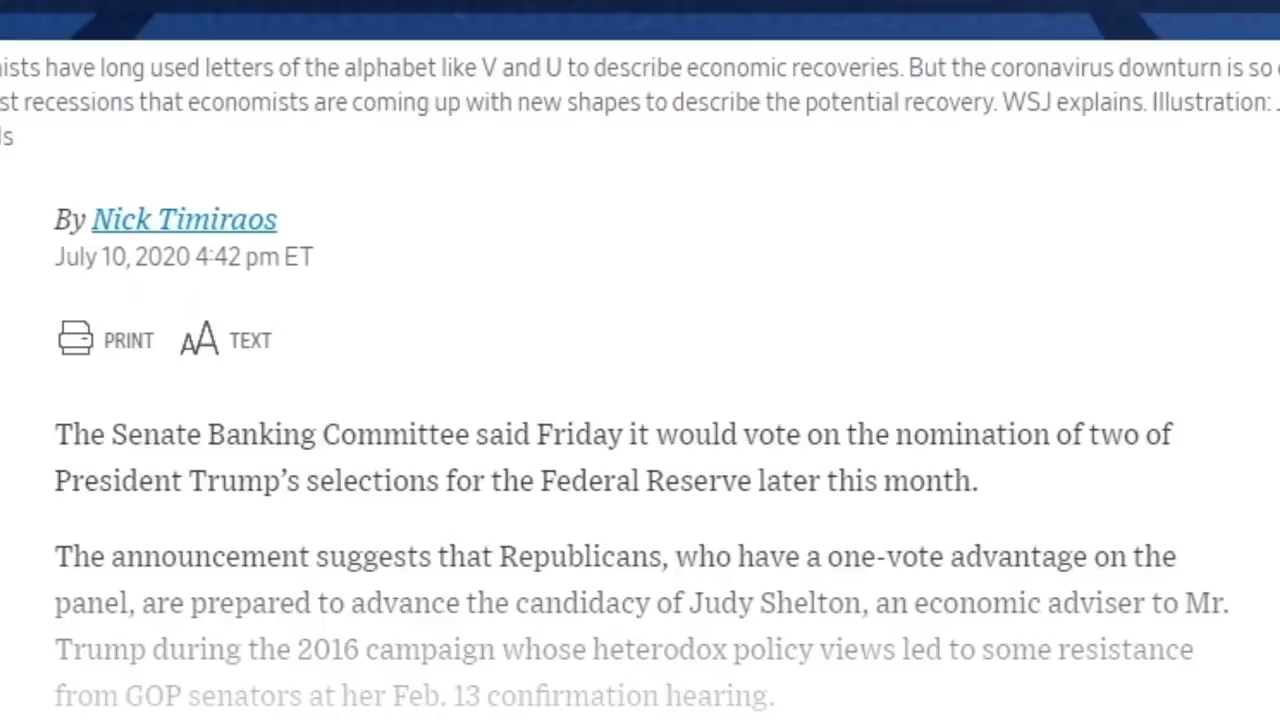 ists have long used letters of the alphabet like V and U to describe economic recoveries. But the coronavirus downturn is so
st recessions that economists are coming up with new shapes to describe the potential recovery. WSJ explains. Illustration:
ls
By Nick Timiraos
July 10, 2020 4:42 pm ET
PRINT AA TEXT
The Senate Banking Committee said Friday it would vote on the nomination of two of
President Trump’s selections for the Federal Reserve later this month.
The announcement suggests that Republicans, who have a one-vote advantage on the
panel, are prepared to advance the candidacy of Judy Shelton, an economic adviser to Mr.
Trump during the 2016 campaign whose heterodox policy views led to some resistance
from GOP senators at her Feb. 13 confirmation hearing.